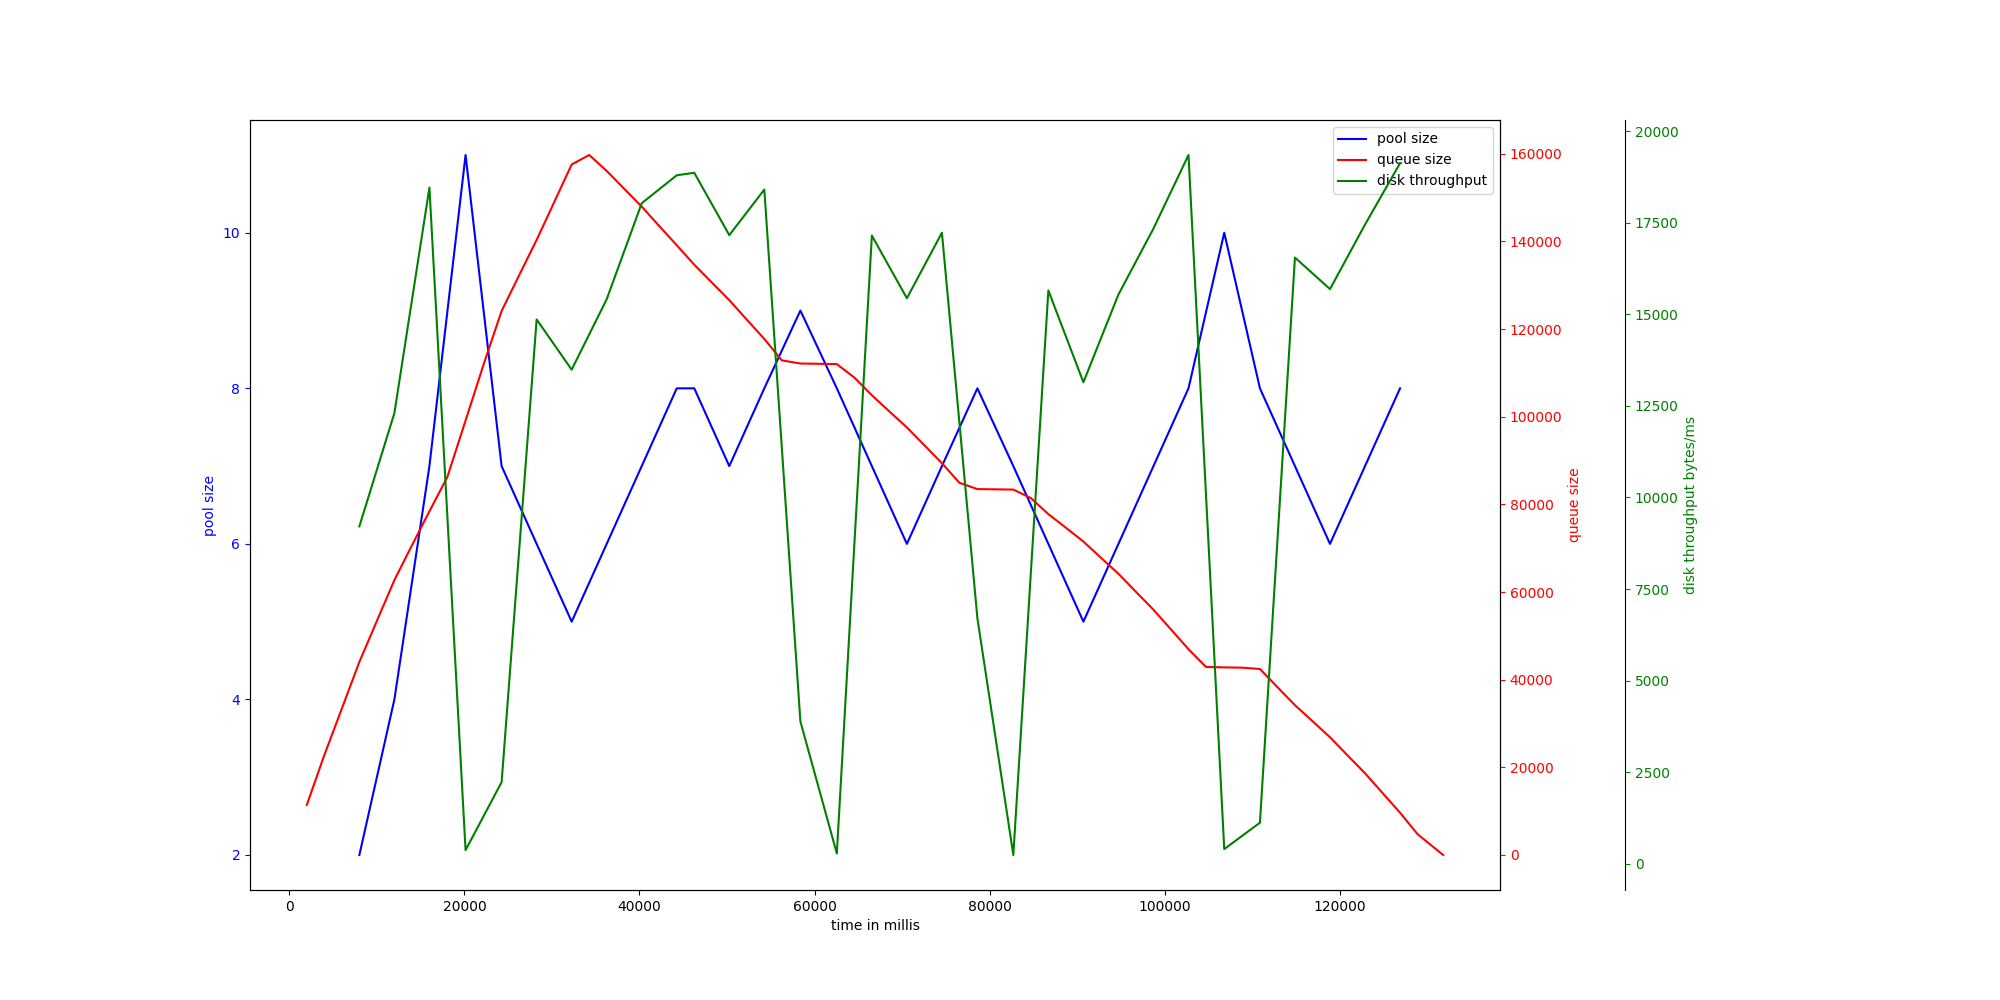 pool size
queue size
disk throughput
10
8
6
4
2
pool size
160000
140000
120000
100000
80000
60000
40000
20000
0
queue size
20000
17500
15000
12500
10000
7500
5000
2500
0
disk throughput bytes/ms
0 20000 40000 60000 80000 100000 120000
time in millis